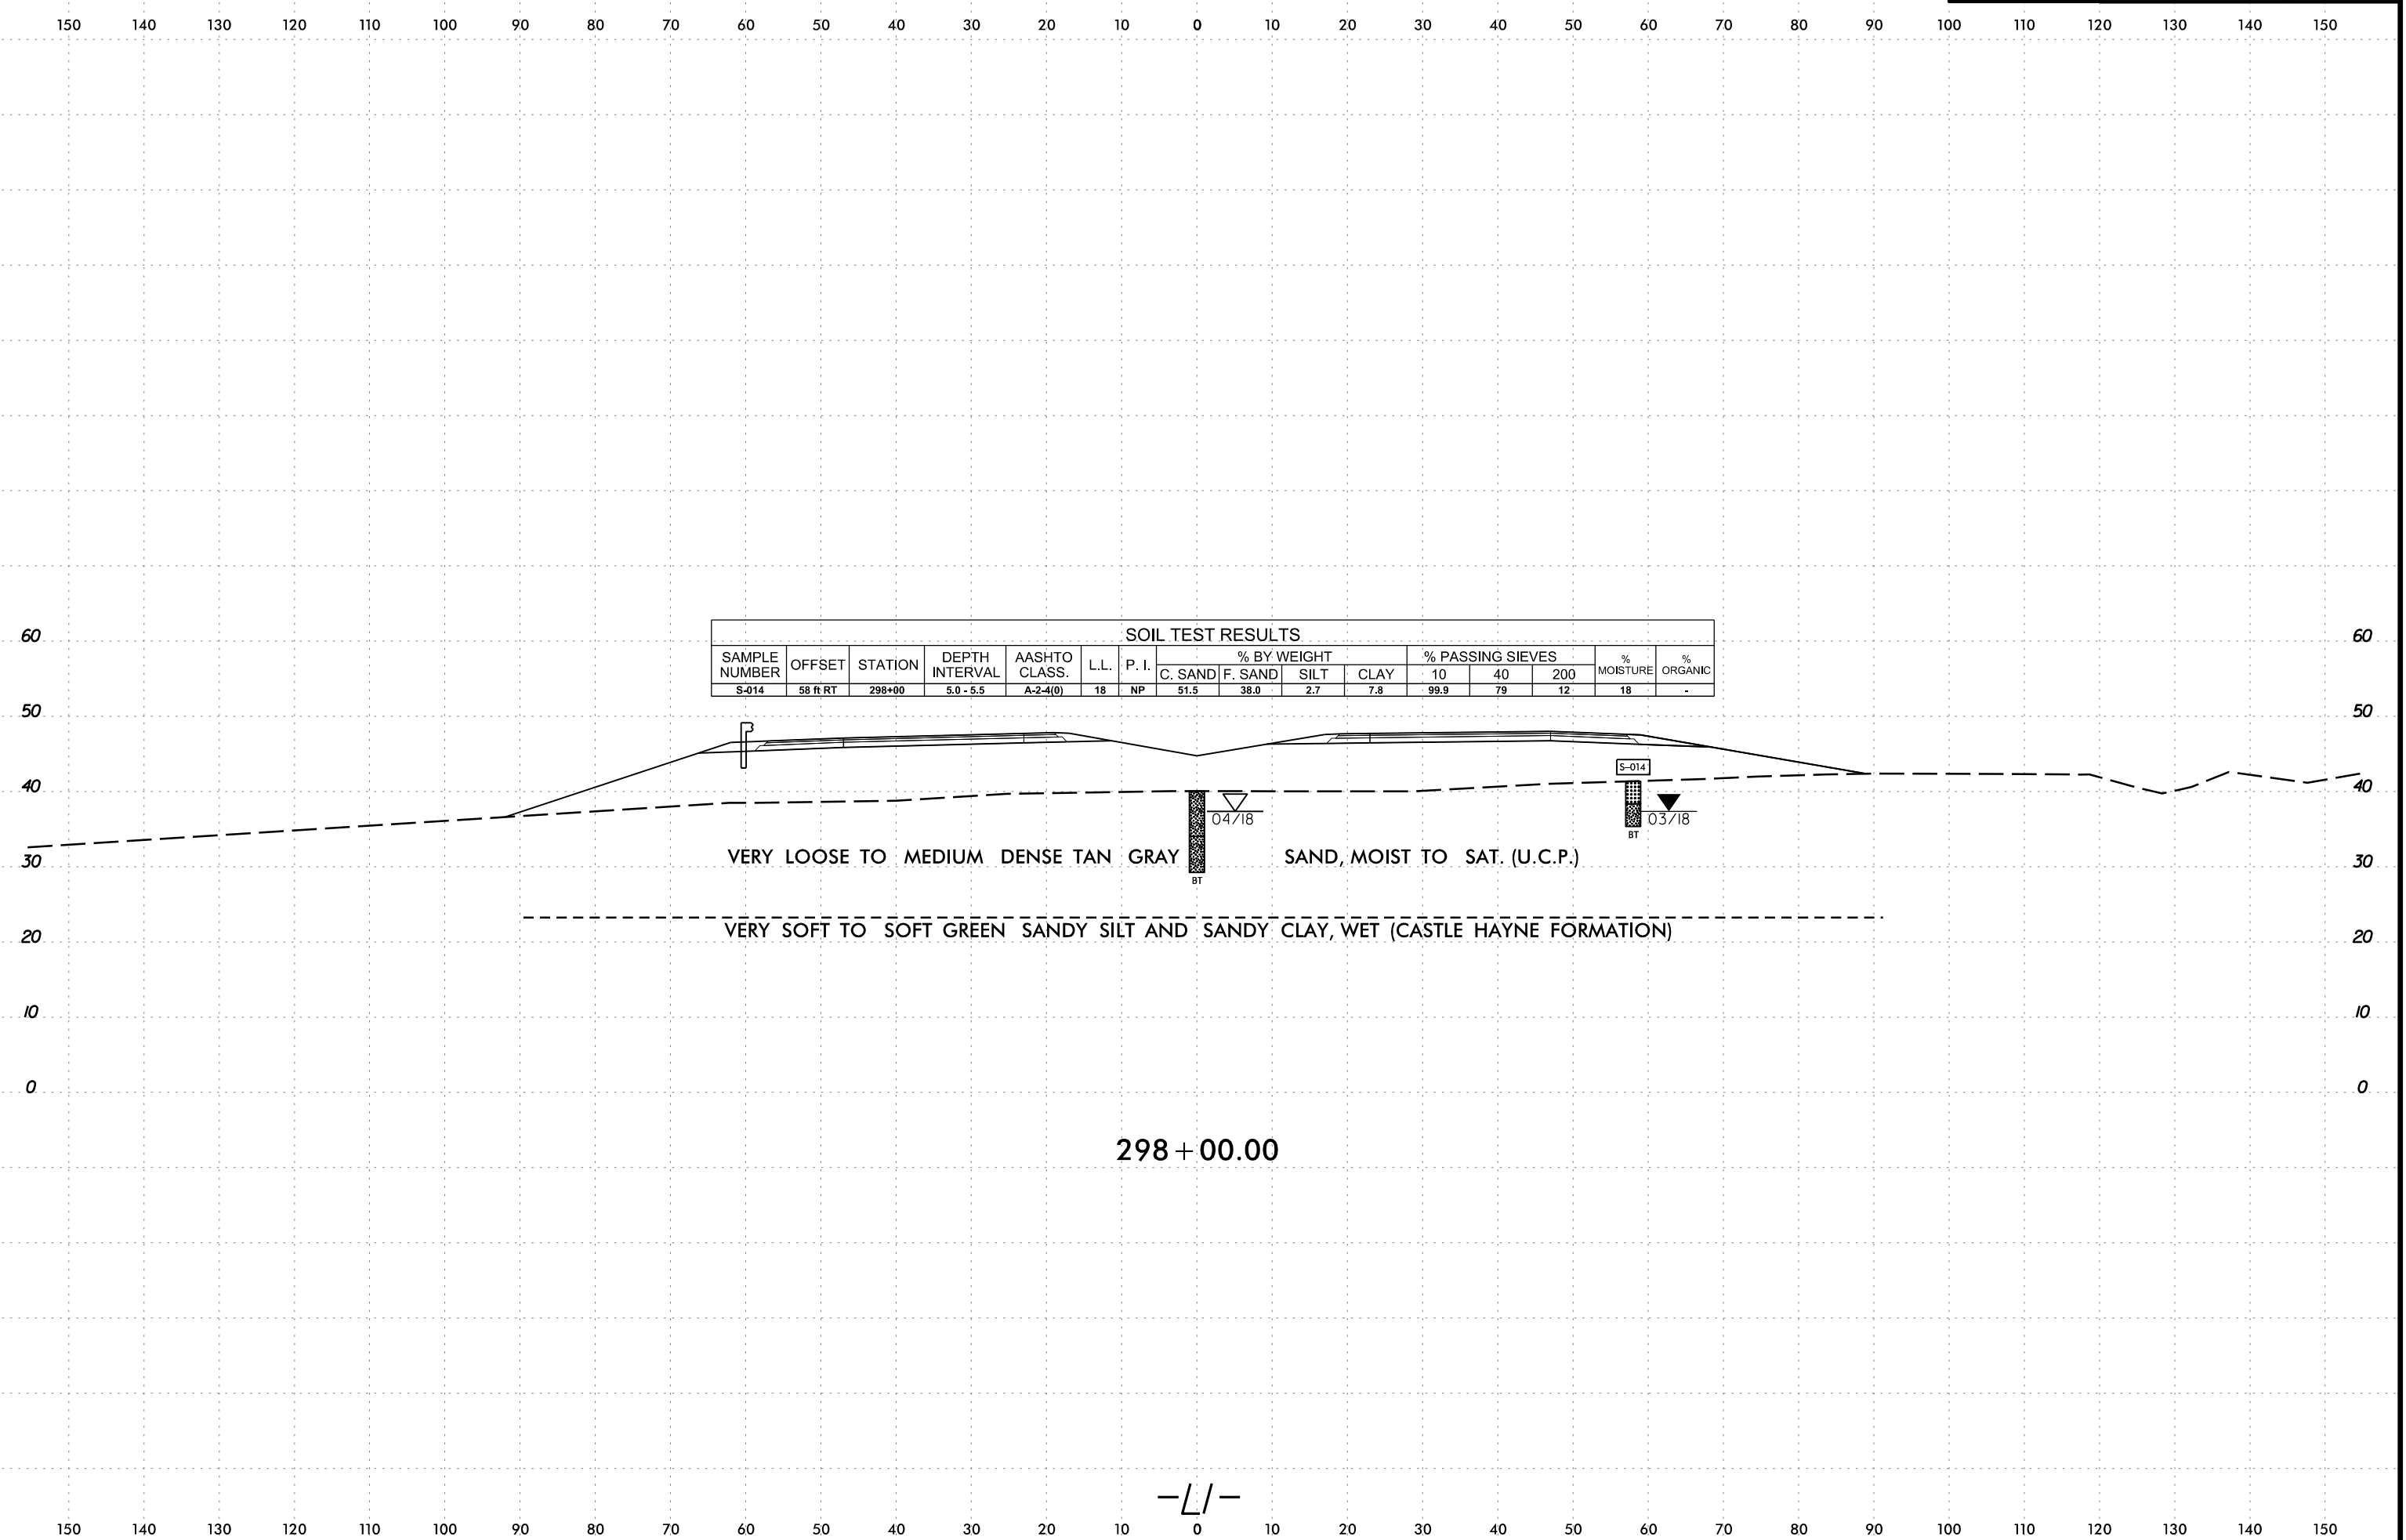 150 140 130 120 110 100 90 80 70 60 50 40 30 20 10 0 10 20 30 40 50 60 70 80 90 100 110 120 130 140 150
60 60
SOIL TEST RESULTS
SAMPLE NUMBER OFFSET STATION DEPTH INTERVAL AASHTO CLASS. L.L. P. I. % BY WEIGHT % PASSING SIEVES % MOISTURE % ORGANIC
C. SAND F. SAND SILT CLAY 10 40 200
S-014 58 ft RT 298+00 5.0 - 5.5 A-2-4(0) 18 NP 51.5 38.0 2.7 7.8 99.9 79 12 18 -
50 50
S-014
40 40
04/18 03/18
BT
VERY LOOSE TO MEDIUM DENSE TAN GRAY SAND, MOIST TO SAT. (U.C.P.)
30 30
BT
VERY SOFT TO SOFT GREEN SANDY SILT AND SANDY CLAY, WET (CASTLE HAYNE FORMATION)
20 20
10 10
0 0
298+00.00
-L-
150 140 130 120 110 100 90 80 70 60 50 40 30 20 10 0 10 20 30 40 50 60 70 80 90 100 110 120 130 140 150